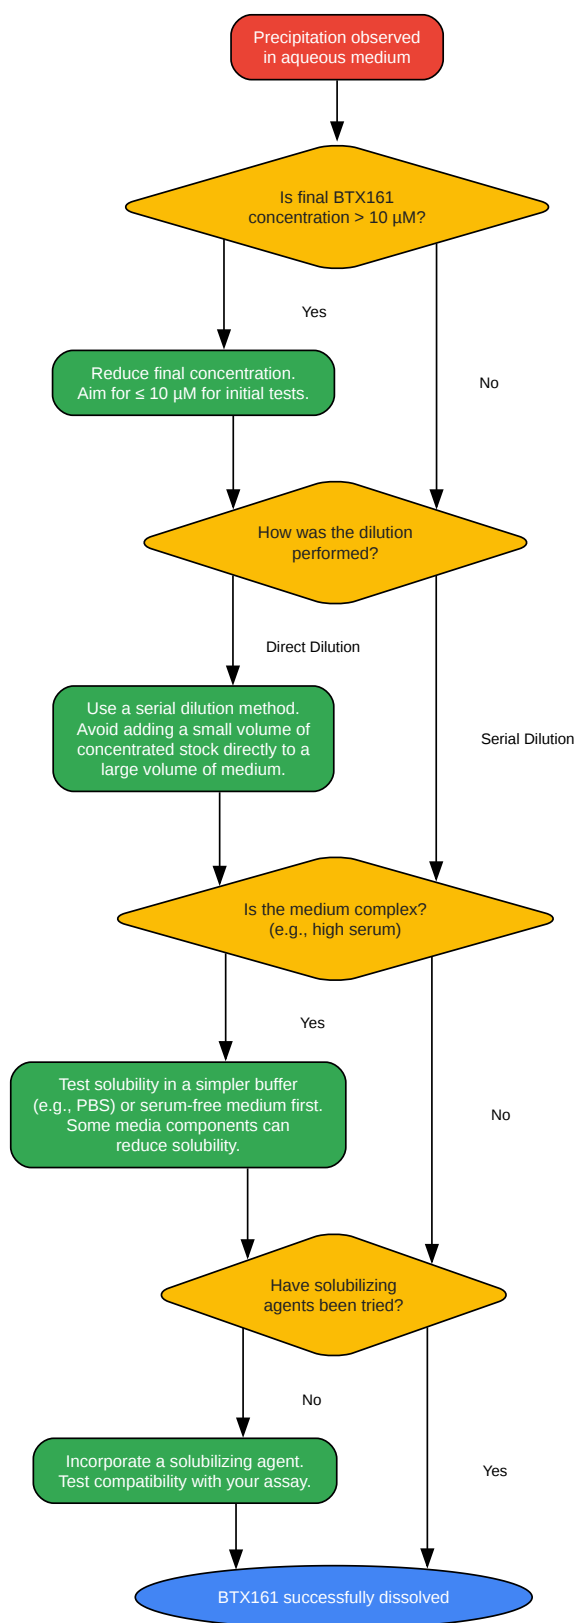 Precipitation observed
in aqueous medium
Is final BTX161
concentration > 10 µM?
Yes
Reduce final concentration.
Aim for ≤ 10 µM for initial tests.
No
How was the dilution
performed?
Direct Dilution
Use a serial dilution method.
Avoid adding a small volume of
concentrated stock directly to a
large volume of medium.
Serial Dilution
Is the medium complex?
(e.g., high serum)
Yes
Test solubility in a simpler buffer
(e.g., PBS) or serum-free medium first.
Some media components can
reduce solubility.
No
Have solubilizing
agents been tried?
No
Incorporate a solubilizing agent.
Test compatibility with your assay.
Yes
BTX161 successfully dissolved